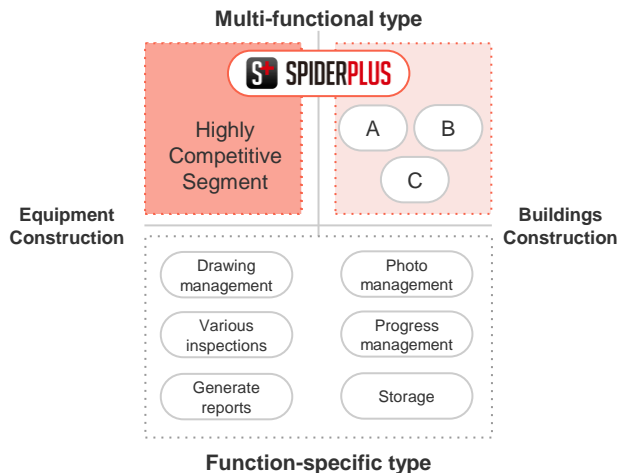 Multi-functional type
S+ SPIDERPLUS
Highly
Competitive
Segment
A
B
C
Equipment
Construction
Buildings
Construction
Drawing
management
Photo
management
Various
inspections
Progress
management
Generate
reports
Storage
Function-specific type